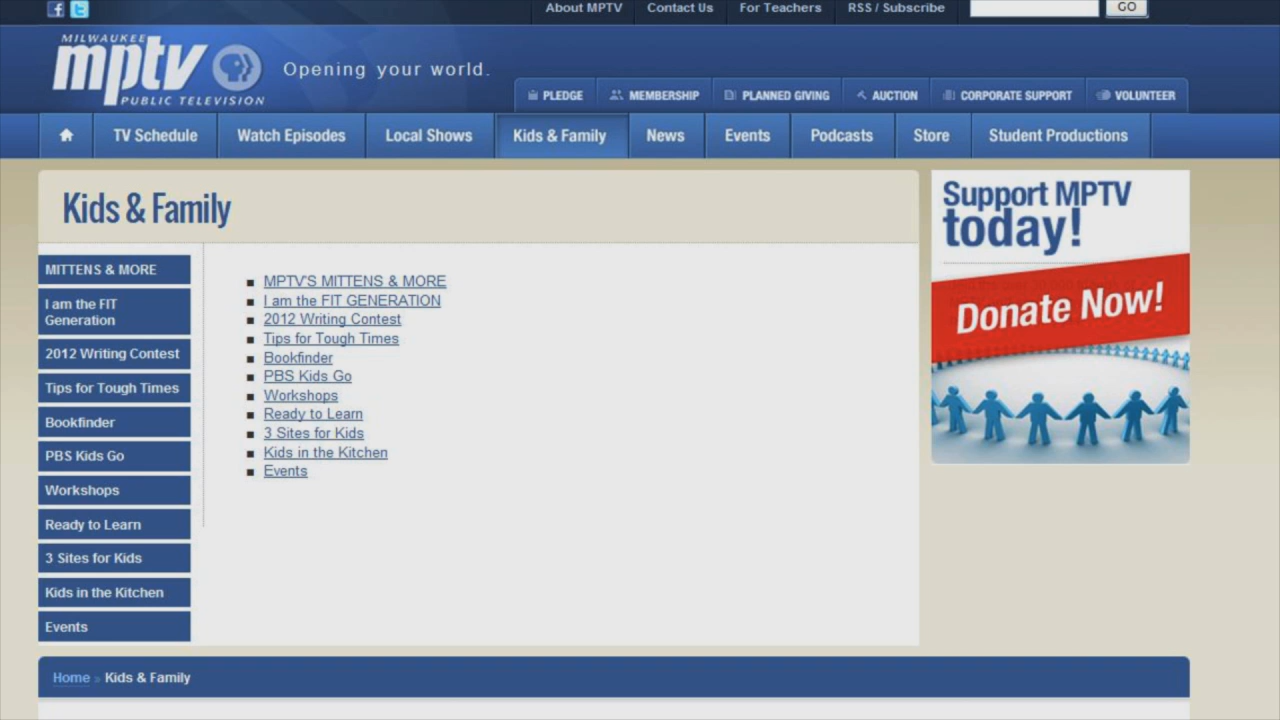 About MPTV
Contact Us
For Teachers
RSS / Subscribe
GO
MILWAUKEE
mptv
PUBLIC TELEVISION
Opening your world.
PLEDGE
MEMBERSHIP
PLANNED GIVING
AUCTION
CORPORATE SUPPORT
VOLUNTEER
TV Schedule
Watch Episodes
Local Shows
Kids & Family
News
Events
Podcasts
Store
Student Productions
Kids & Family
MITTENS & MORE
I am the FIT
Generation
2012 Writing Contest
Tips for Tough Times
Bookfinder
PBS Kids Go
Workshops
Ready to Learn
3 Sites for Kids
Kids in the Kitchen
Events
MPTV'S MITTENS & MORE
I am the FIT GENERATION
2012 Writing Contest
Tips for Tough Times
Bookfinder
PBS Kids Go
Workshops
Ready to Learn
3 Sites for Kids
Kids in the Kitchen
Events
Support MPTV
today!
Donate Now!
Home » Kids & Family